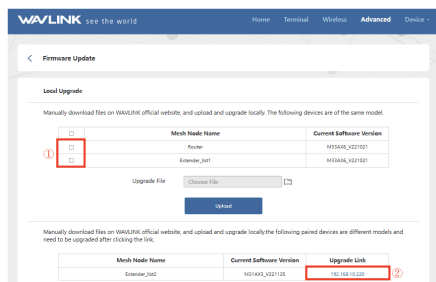 WAVLINK see the world Home Terminal Wireless Advanced Device
Firmware Update
Local Upgrade
Manually download files on WAVLINK official website, and upload and upgrade locally. The following devices are of the same model.
Mesh Node Name Current Software Version
Router M33AX6_V221021
① Extender_list1 M33AX6_V221021
Upgrade File Choose File
Upload
Manually download files on WAVLINK official website, and upload and upgrade locally:the following paired devices are different models and
need to be upgraded after clicking the link.
Mesh Node Name Current Software Version Upgrade Link
Extender_list2 M31AX3_V221125 192.168.10.220 ②